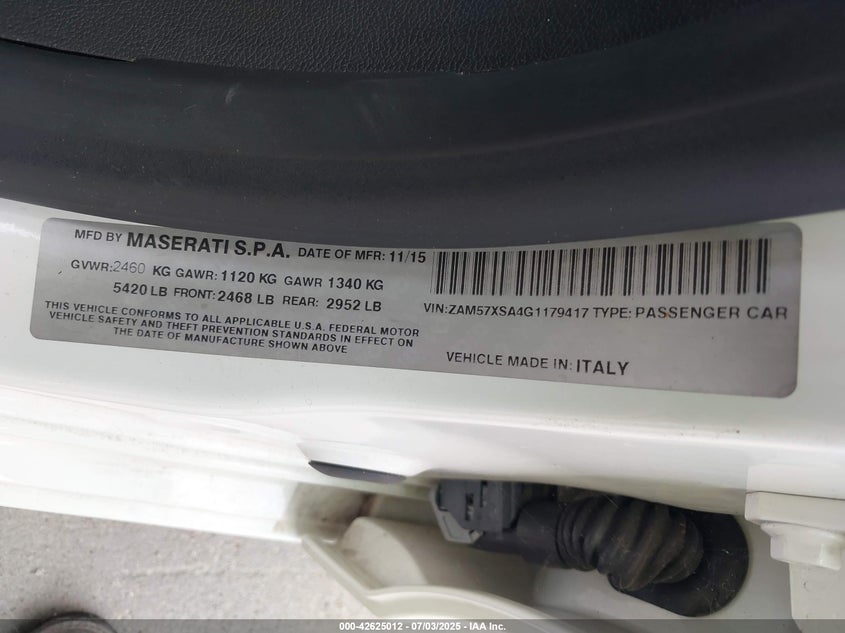 MFD BY MASERATI S.P.A. DATE OF MFR: 11/15
GVWR:2460 KG GAWR: 1120 KG GAWR 1340 KG
5420 LB FRONT: 2468 LB REAR: 2952 LB
THIS VEHICLE CONFORMS TO ALL APPLICABLE U.S.A. FEDERAL MOTOR
VEHICLE SAFETY AND THEFT PREVENTION STANDARDS IN EFFECT ON
THE DATE OF MANUFACTURE SHOWN ABOVE
VIN:ZAM57XSA4G1179417 TYPE: PASSENGER CAR
VEHICLE MADE IN: ITALY
000-42625012 - 07/03/2025 - IAA Inc.